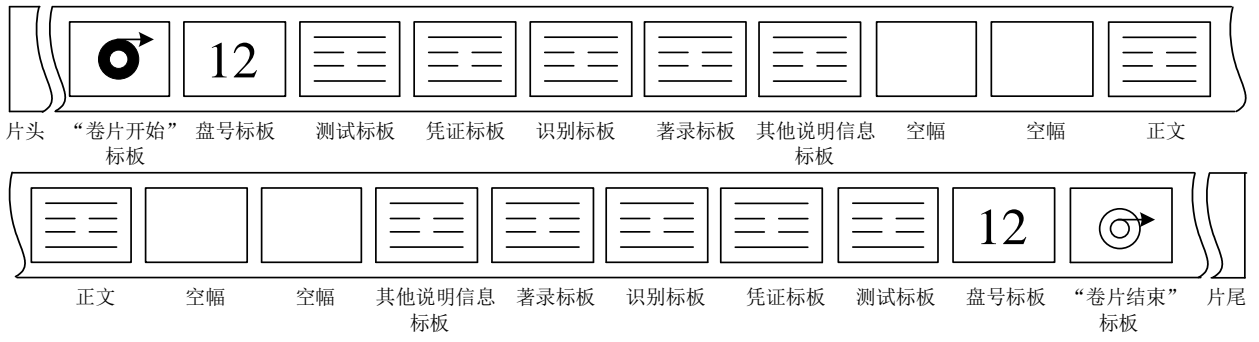 12
片头 “卷片开始” 盘号标板 测试标板 凭证标板 识别标板 著录标板 其他说明信息 空幅 空幅 正文
标板 标板
12
正文 空幅 空幅 其他说明信息 著录标板 识别标板 凭证标板 测试标板 盘号标板 “卷片结束” 片尾
标板 标板